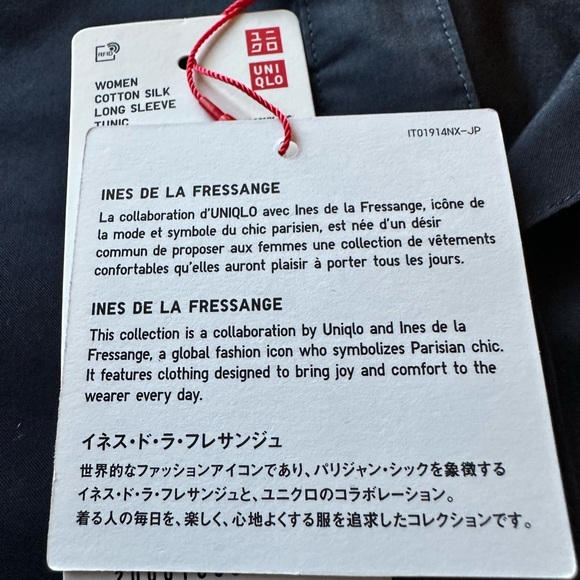 RFID
ユニ
クロ
UNI
QLO
WOMEN
COTTON SILK
LONG SLEEVE
TUNIC
IT01914NX-JP
INES DE LA FRESSANGE
La collaboration d'UNIQLO avec Ines de la Fressange, icône de
la mode et symbole du chic parisien, est née d'un désir
commun de proposer aux femmes une collection de vêtements
confortables qu'elles auront plaisir à porter tous les jours.
INES DE LA FRESSANGE
This collection is a collaboration by Uniqlo and Ines de la
Fressange, a global fashion icon who symbolizes Parisian chic.
It features clothing designed to bring joy and comfort to the
wearer every day.
イネス・ド・ラ・フレサンジュ
世界的なファッションアイコンであり、パリジャン・シックを象徴する
イネス・ド・ラ・フレサンジュと、ユニクロのコラボレーション。
着る人の毎日を、楽しく、心地よくする服を追求したコレクションです。